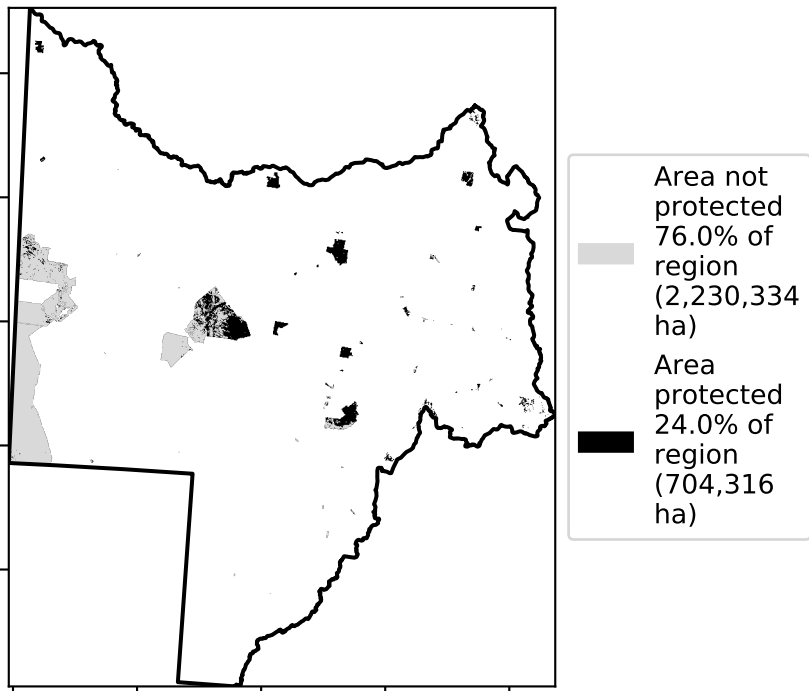 Area not
protected
76.0% of
region
(2,230,334
ha)
Area
protected
24.0% of
region
(704,316
ha)